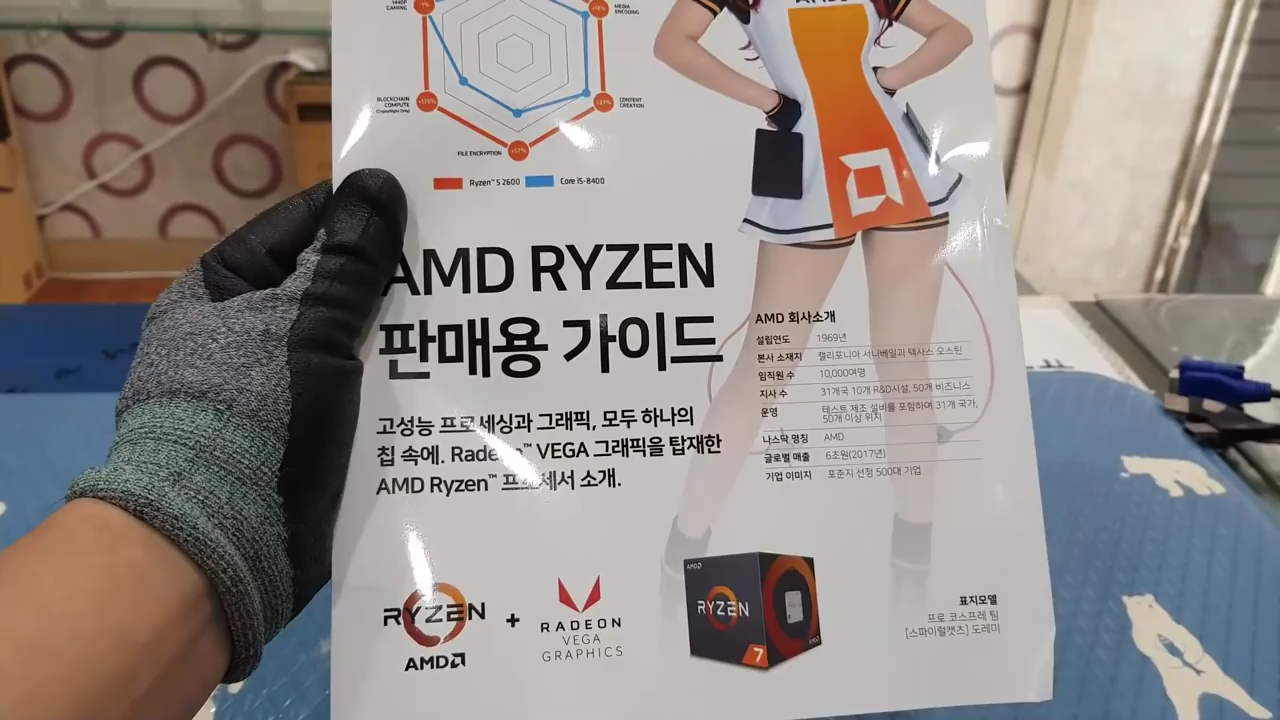 1440P
GAMING
MEDIA
ENCODING
+18%
BLOCKCHAIN
COMPUTE
CONTENT
CREATION
FILE ENCRYPTION
+57%
Ryzen™ 5 2600
Core i5-8400
AMD RYZEN
판매용 가이드
고성능 프로세싱과 그래픽, 모두 하나의
칩 속에. Radeon™ VEGA 그래픽을 탑재한
AMD Ryzen™ 프로세서 소개.
AMD 회사소개
설립연도 1969년
본사 소재지 캘리포니아 서니베일과 텍사스 오스틴
임직원 수 10,000여명
지사 수 31개국 10개 R&D시설, 50개 비즈니스
운영 테스트 제조 설비를 포함하여 31개 국가,
50개 이상 위치
나스닥 명칭 AMD
글로벌 매출 6조원(2017년)
기업 이미지 포춘지 선정 500대 기업
RYZEN
AMD
+
RADEON
VEGA
GRAPHICS
AMD
RYZEN
7
AMD
표지모델
프로 코스프레 팀
[스파이럴캣츠] 도레미